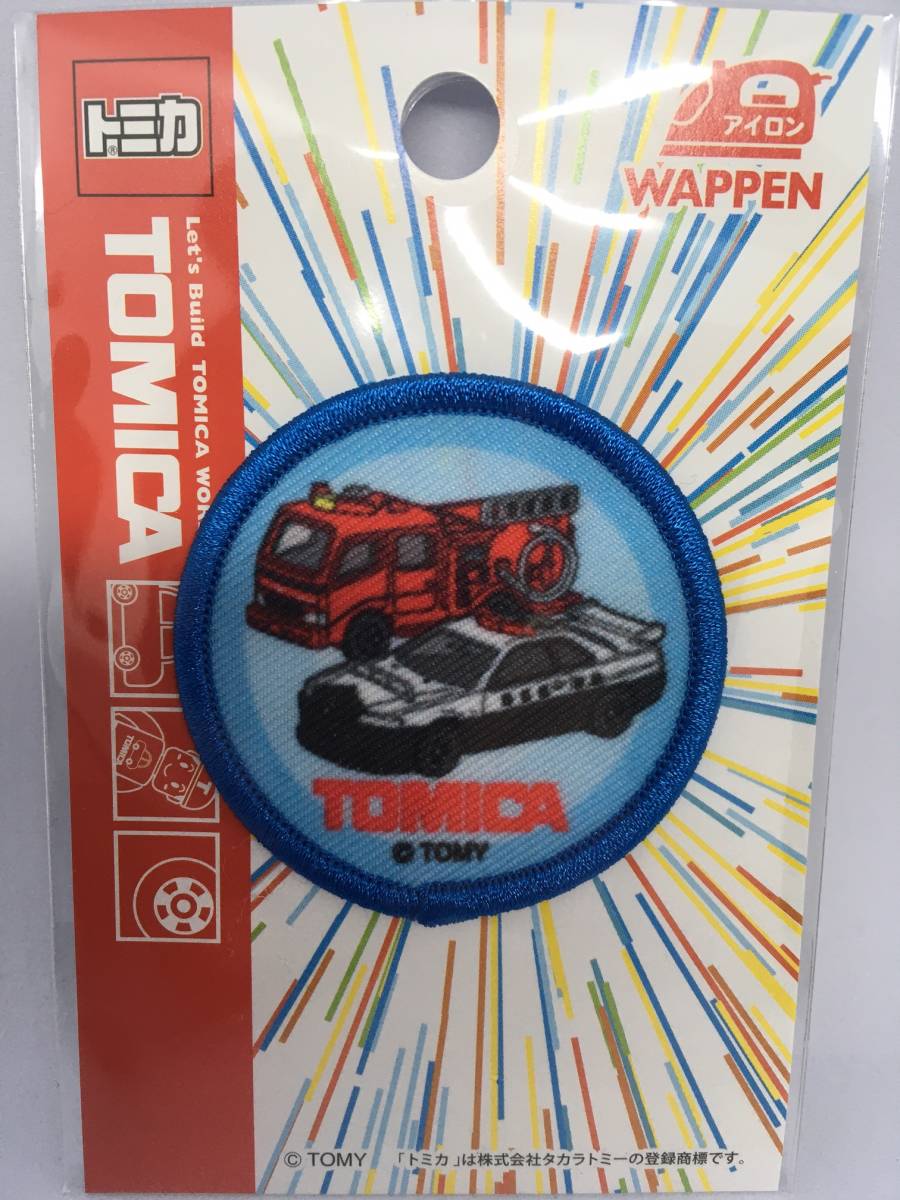 トミカ®
アイロン
WAPPEN
Let's Build TOMICA
TOMICA
TOMICA
© TOMY
TOMICA
T
© TOMY 「トミカ」は株式会社タカラトミーの登録商標です。